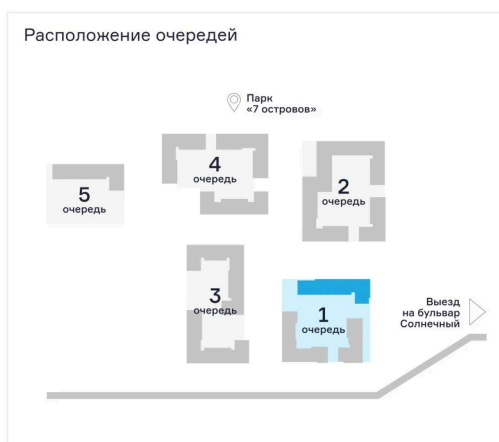 Расположение очередей
Парк
«7 островов»
4
очередь
5
очередь
2
очередь
3
очередь
1
очередь
Выезд
на бульвар
Солнечный